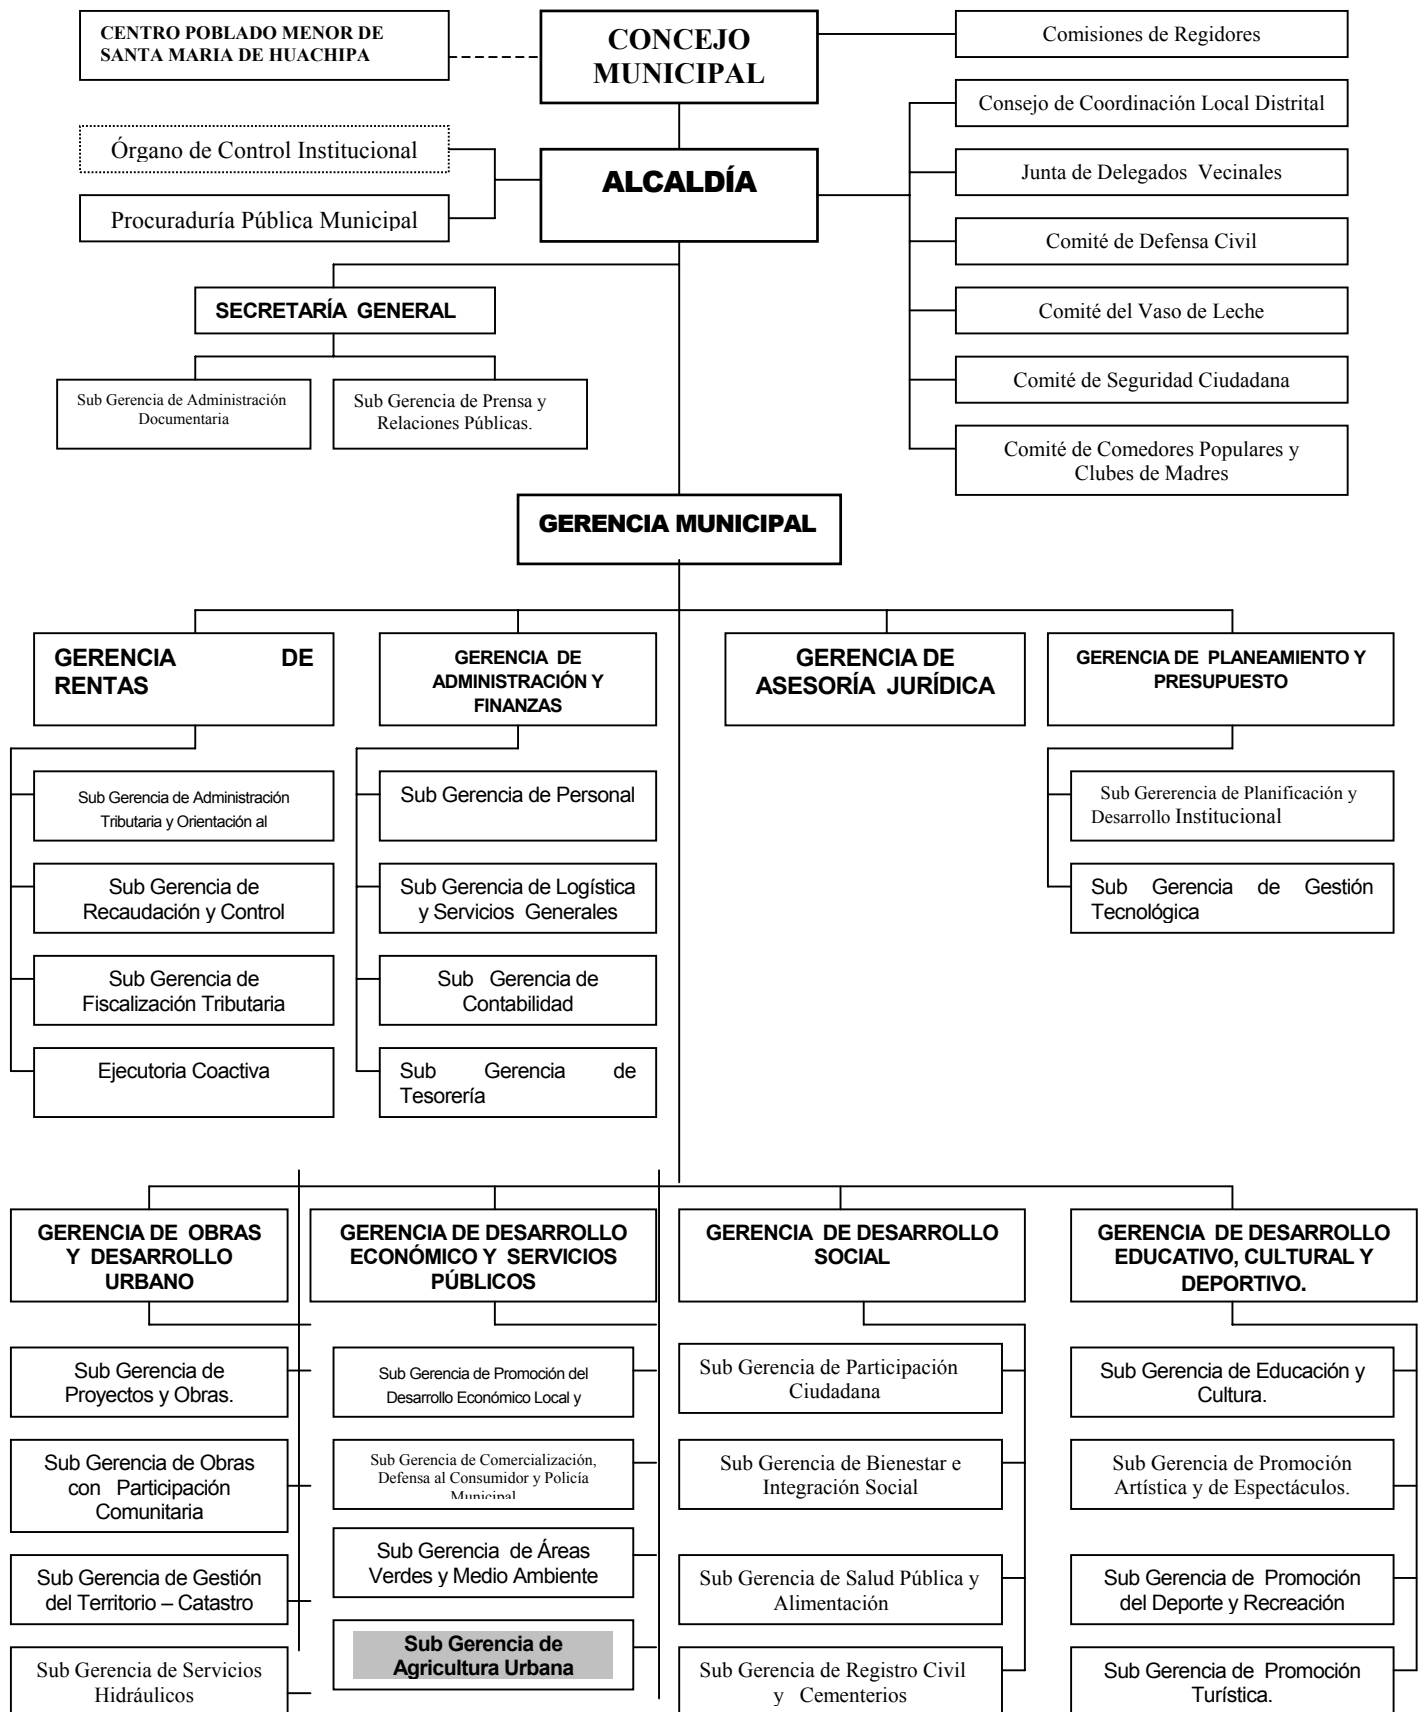 CENTRO POBLADO MENOR DE
SANTA MARIA DE HUACHIPA
CONCEJO
MUNICIPAL
Comisiones de Regidores
Consejo de Coordinación Local Distrital
Órgano de Control Institucional
ALCALDÍA
Junta de Delegados Vecinales
Procuraduría Pública Municipal
Comité de Defensa Civil
SECRETARÍA GENERAL
Comité del Vaso de Leche
Sub Gerencia de Administración
Documentaria
Sub Gerencia de Prensa y
Relaciones Públicas.
Comité de Seguridad Ciudadana
Comité de Comedores Populares y
Clubes de Madres
GERENCIA MUNICIPAL
GERENCIA DE
RENTAS
GERENCIA DE
ADMINISTRACIÓN Y
FINANZAS
GERENCIA DE
ASESORÍA JURÍDICA
GERENCIA DE PLANEAMIENTO Y
PRESUPUESTO
Sub Gerencia de Administración
Tributaria y Orientación al
Sub Gerencia de Personal
Sub Gererencia de Planificación y
Desarrollo Institucional
Sub Gerencia de
Recaudación y Control
Sub Gerencia de Logística
y Servicios Generales
Sub Gerencia de Gestión
Tecnológica
Sub Gerencia de
Fiscalización Tributaria
Sub Gerencia de
Contabilidad
Ejecutoria Coactiva
Sub Gerencia de
Tesorería
GERENCIA DE OBRAS
Y DESARROLLO
URBANO
GERENCIA DE DESARROLLO
ECONÓMICO Y SERVICIOS
PÚBLICOS
GERENCIA DE DESARROLLO
SOCIAL
GERENCIA DE DESARROLLO
EDUCATIVO, CULTURAL Y
DEPORTIVO.
Sub Gerencia de
Proyectos y Obras.
Sub Gerencia de Promoción del
Desarrollo Económico Local y
Sub Gerencia de Participación
Ciudadana
Sub Gerencia de Educación y
Cultura.
Sub Gerencia de Obras
con Participación
Comunitaria
Sub Gerencia de Comercialización,
Defensa al Consumidor y Policía
Municipal
Sub Gerencia de Bienestar e
Integración Social
Sub Gerencia de Promoción
Artística y de Espectáculos.
Sub Gerencia de Gestión
del Territorio – Catastro
Sub Gerencia de Áreas
Verdes y Medio Ambiente
Sub Gerencia de Salud Pública y
Alimentación
Sub Gerencia de Promoción
del Deporte y Recreación
Sub Gerencia de Servicios
Hidráulicos
Sub Gerencia de
Agricultura Urbana
Sub Gerencia de Registro Civil
y Cementerios
Sub Gerencia de Promoción
Turística.